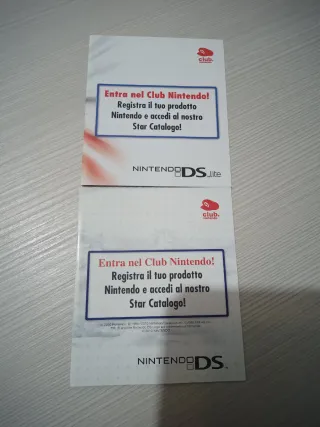 club
Entra nel Club Nintendo!
Registra il tuo prodotto
Nintendo e accedi al nostro
Star Catalogo!
NINTENDO DS Lite
club
Entra nel Club Nintendo!
Registra il tuo prodotto
Nintendo e accedi al nostro
Star Catalogo!
NINTENDO DS